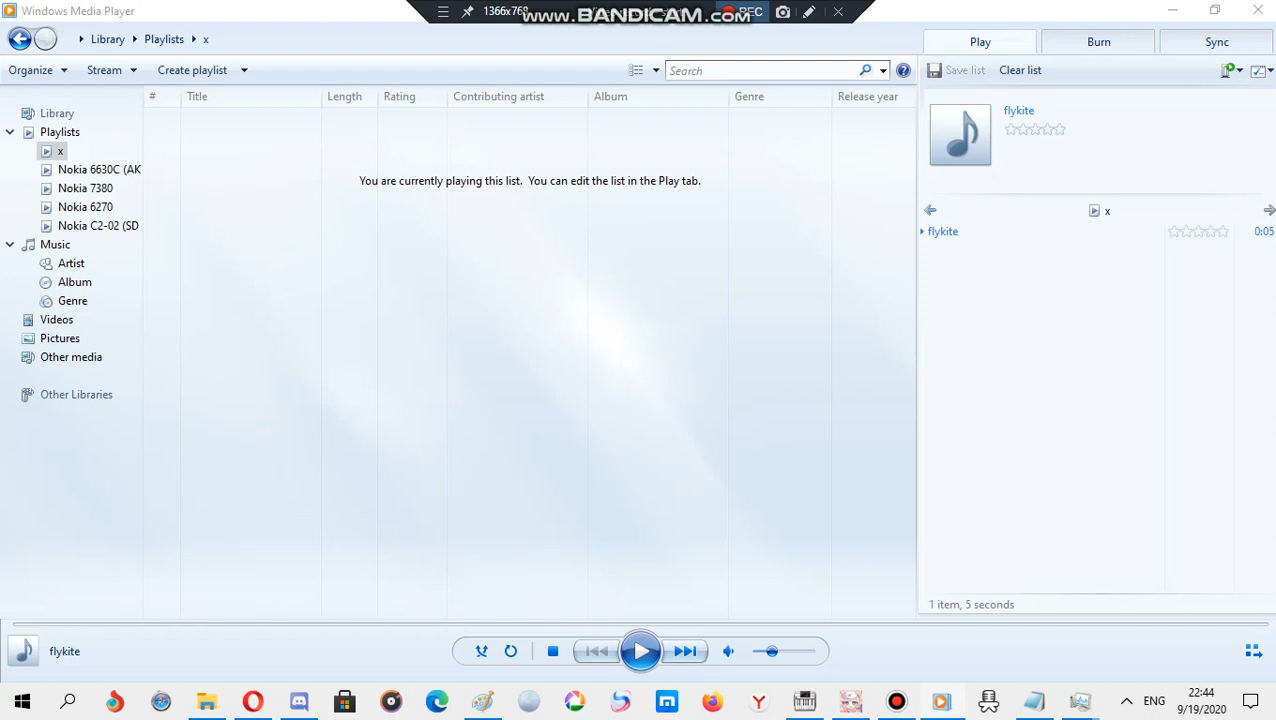 Windows Media Player
1366x768
www.BANDICAM.com
REC
Library
Playlists
x
Play
Burn
Sync
Organize
Stream
Create playlist
Search
Save list
Clear list
#
Title
Length
Rating
Contributing artist
Album
Genre
Release year
Library
Playlists
x
Nokia 6630C (AK
Nokia 7380
Nokia 6270
Nokia C2-02 (SD
Music
Artist
Album
Genre
Videos
Pictures
Other media
Other Libraries
You are currently playing this list. You can edit the list in the Play tab.
flykite
x
flykite
0:05
1 item, 5 seconds
flykite
ENG
22:44
9/19/2020